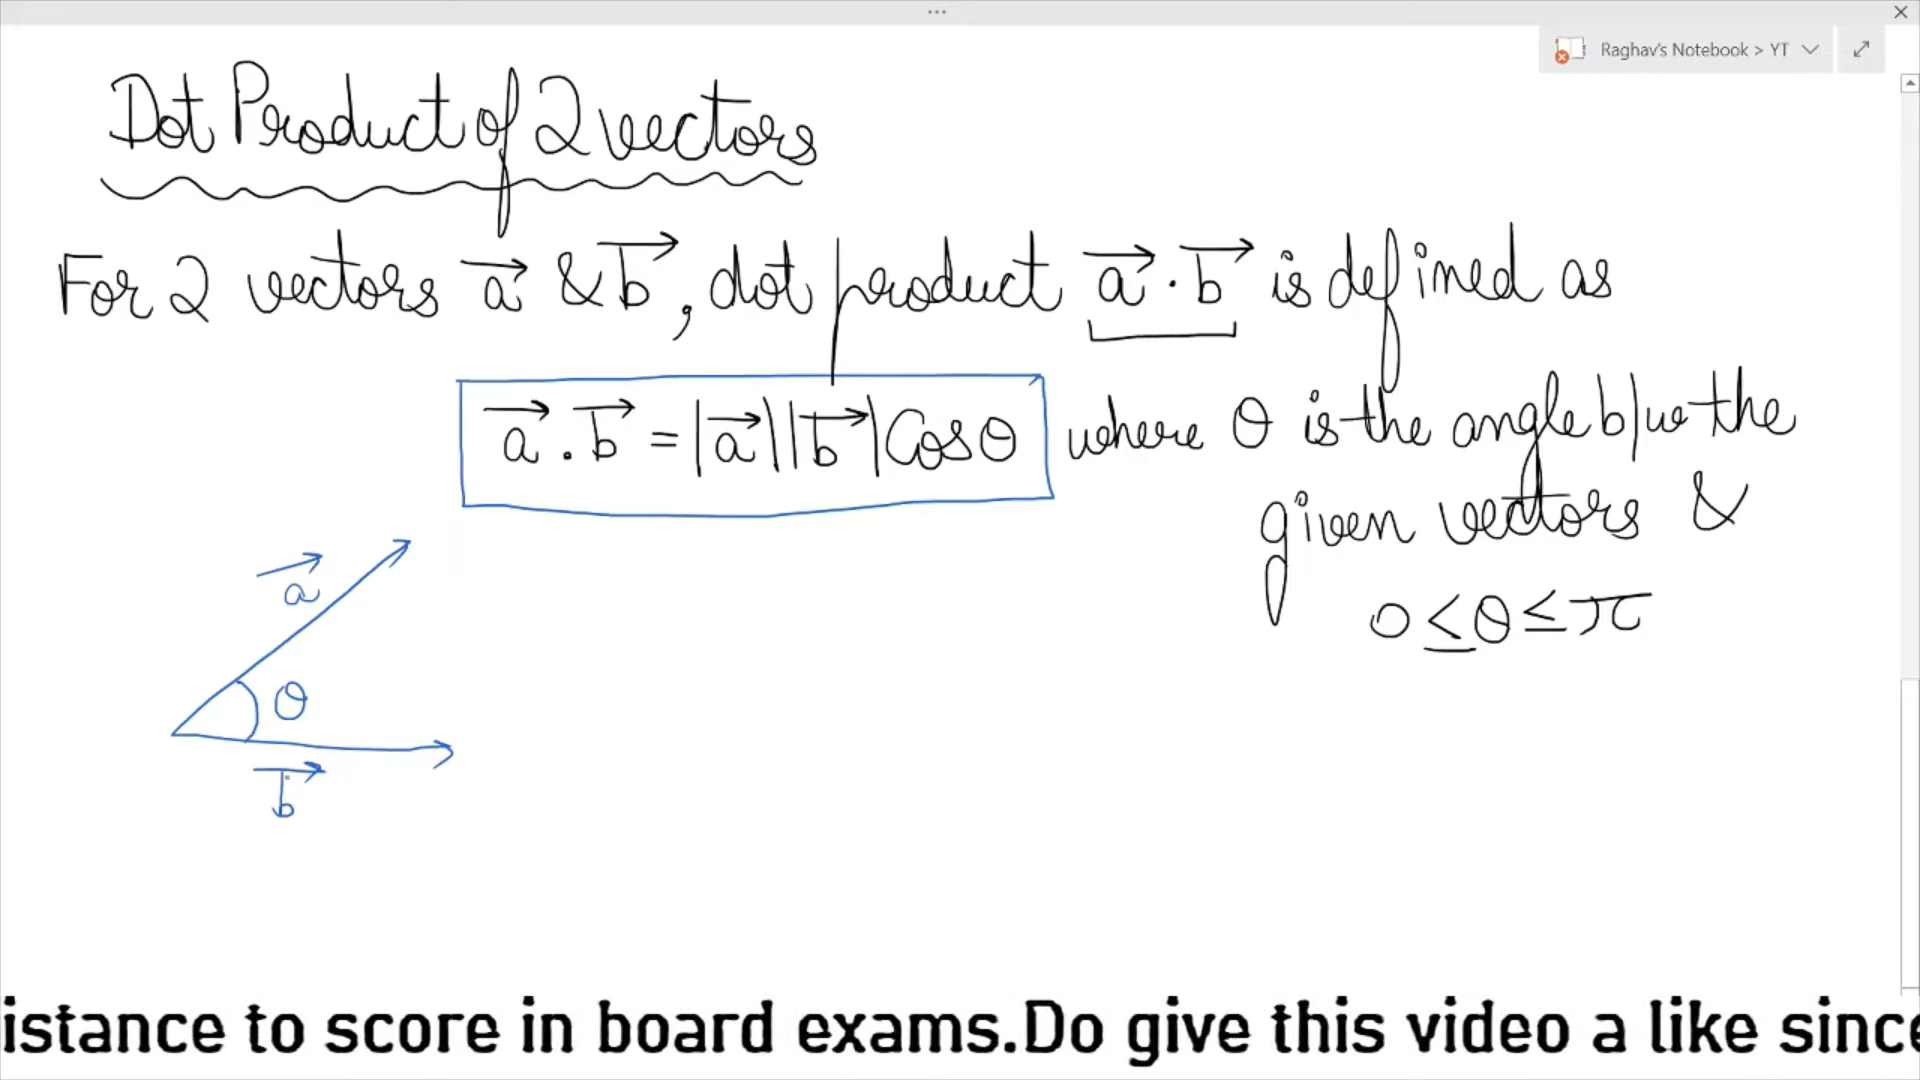 Raghav's Notebook > YT
Dot Product of 2 vectors
For 2 vectors a⃗ & b⃗, dot product a⃗ · b⃗ is defined as
a⃗ . b⃗ = |a⃗| |b⃗| Cos θ where θ is the angle b/w the
given vectors &
0 ≤ θ ≤ π
a⃗
θ
b⃗
istance to score in board exams.Do give this video a like since